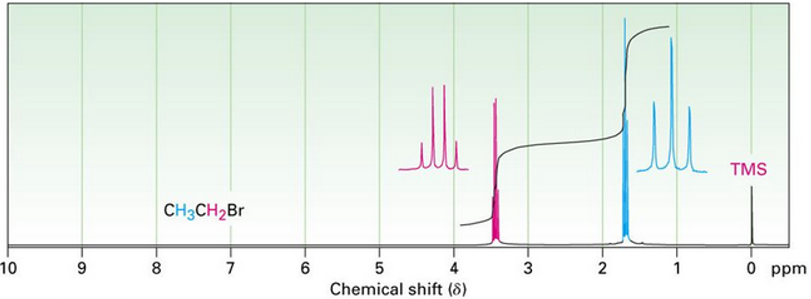 TMS
CH₃CH₂Br
10 9 8 7 6 5 4 3 2 1 0 ppm
Chemical shift (δ)